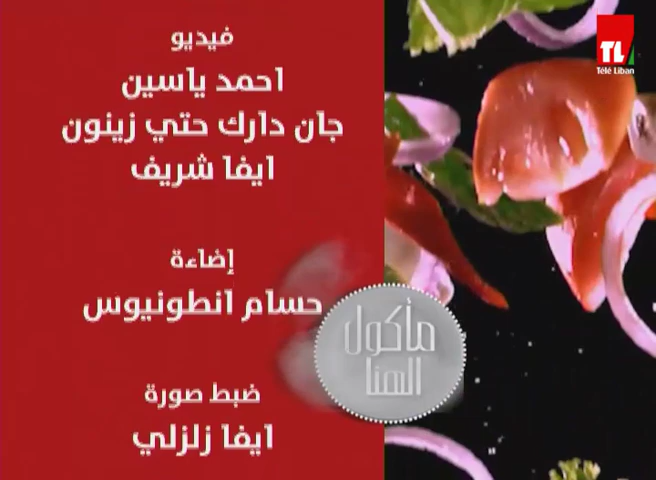 فيديو
احمد ياسين
جان دارك حتي زينون
ايفا شريف
إضاءة
حسام انطونيوس
ضبط صورة
ايفا زلزلي
مأكول
الهنا
TL
Télé Liban